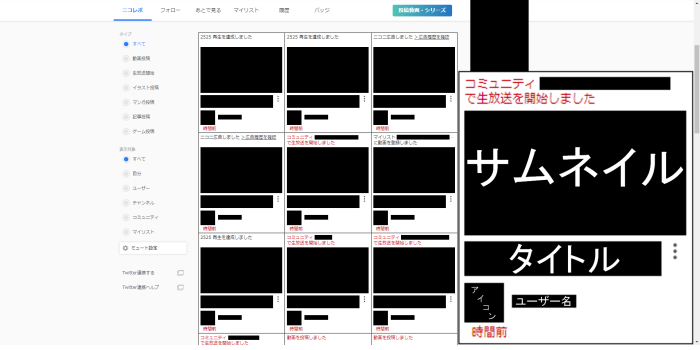 ニコレポ フォロー あとで見る マイリスト 履歴 バッジ 投稿動画・シリーズ
タイプ
すべて
動画投稿
生放送開始
イラスト投稿
マンガ投稿
記事投稿
ゲーム投稿
表示対象
すべて
自分
ユーザー
チャンネル
コミュニティ
マイリスト
ミュート設定
Twitter連携する
Twitter連携ヘルプ
2525 再生を達成しました
時間前
2525 再生を達成しました
時間前
ニコニ広告しました > 広告履歴を確認
時間前
ニコニ広告しました > 広告履歴を確認
時間前
コミュニティ
で生放送を開始しました
時間前
マイリスト
に動画を登録しました
時間前
2525 再生を達成しました
時間前
コミュニティ
で生放送を開始しました
時間前
コミュニティ
で生放送を開始しました
時間前
コミュニティ
で生放送を開始しました
動画を投稿しました
動画を投稿しました
コミュニティ
で生放送を開始しました
サムネイル
タイトル
アイコン
ユーザー名
時間前